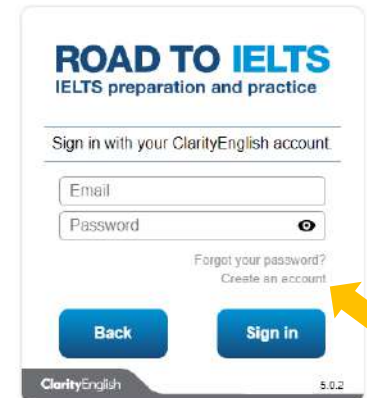 ROAD TO IELTS
IELTS preparation and practice
Sign in with your ClarityEnglish account.
Email
Password
Forgot your password?
Create an account
Back
Sign in
ClarityEnglish
5.0.2